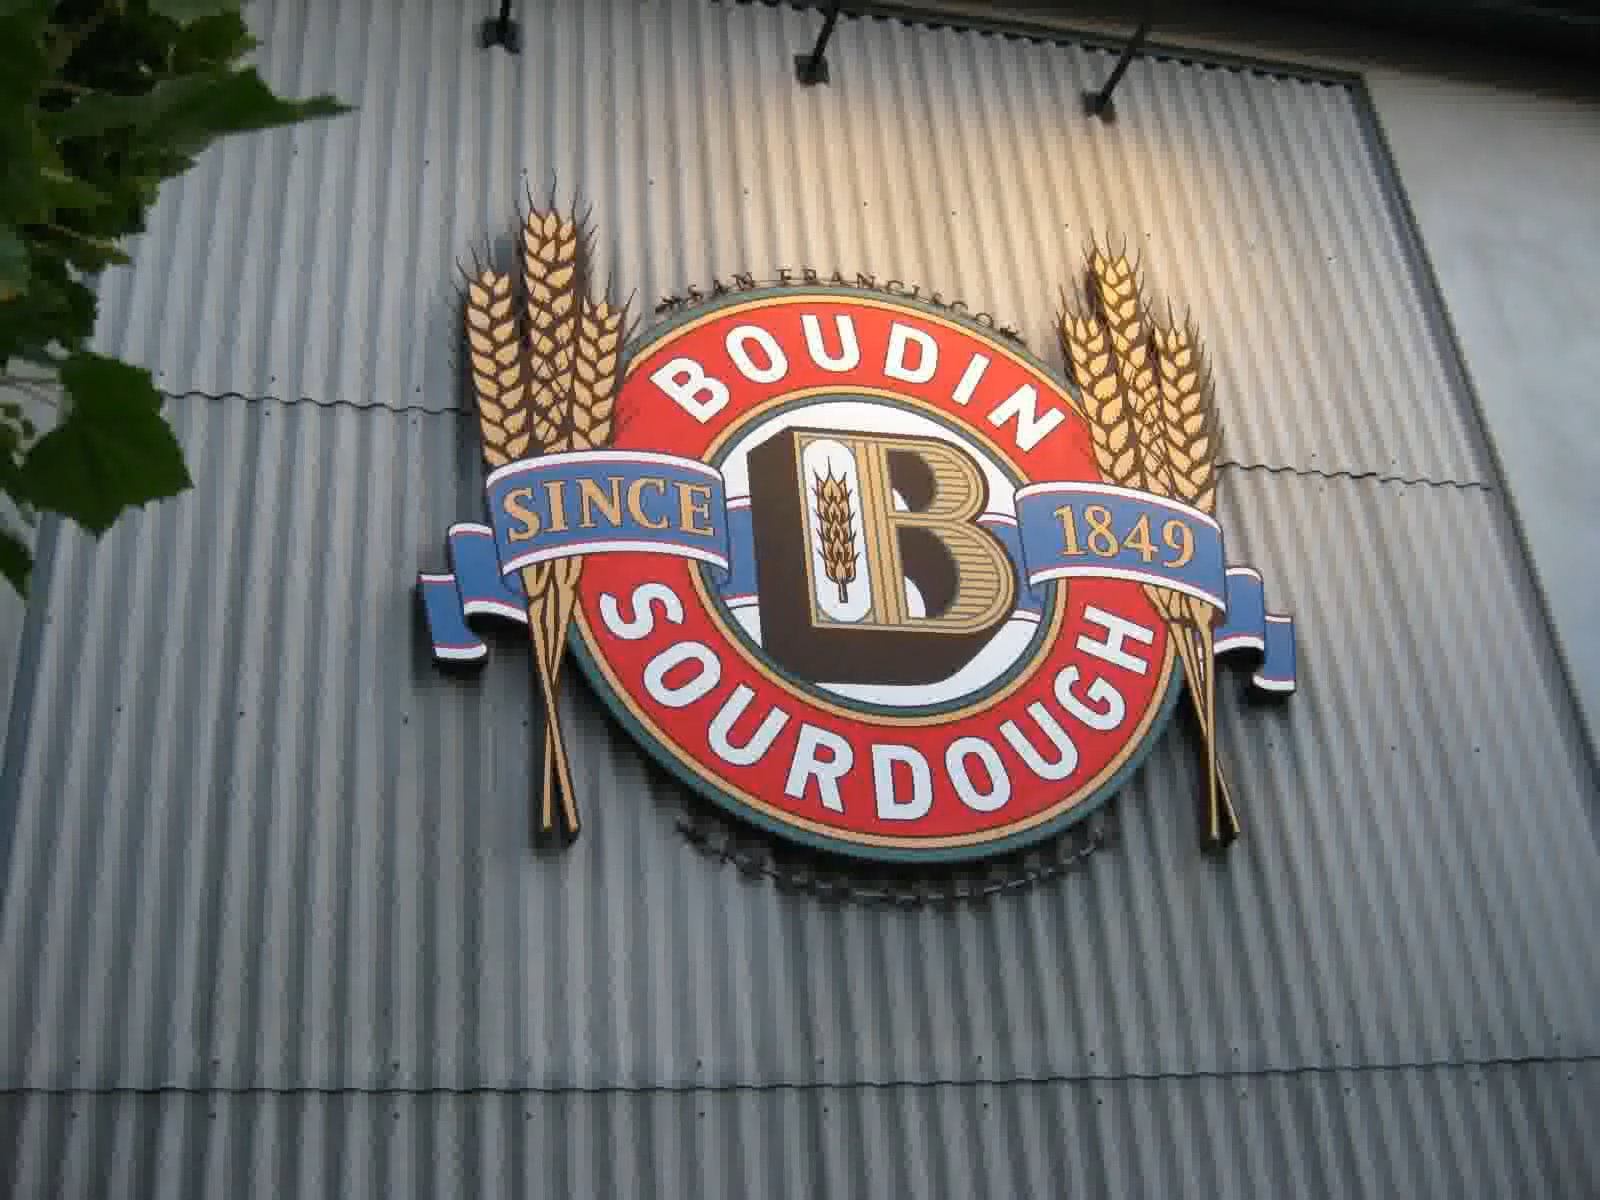 SAN FRANCISCO
BOUDIN
SINCE
B
1849
SOURDOUGH